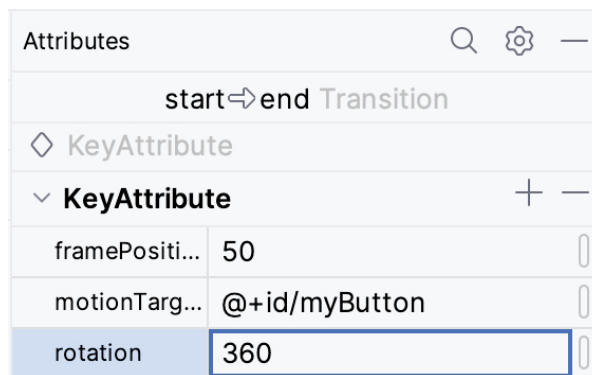 Attributes
start⇨end Transition
KeyAttribute
KeyAttribute
framePositi... 50
motionTarg... @+id/myButton
rotation 360